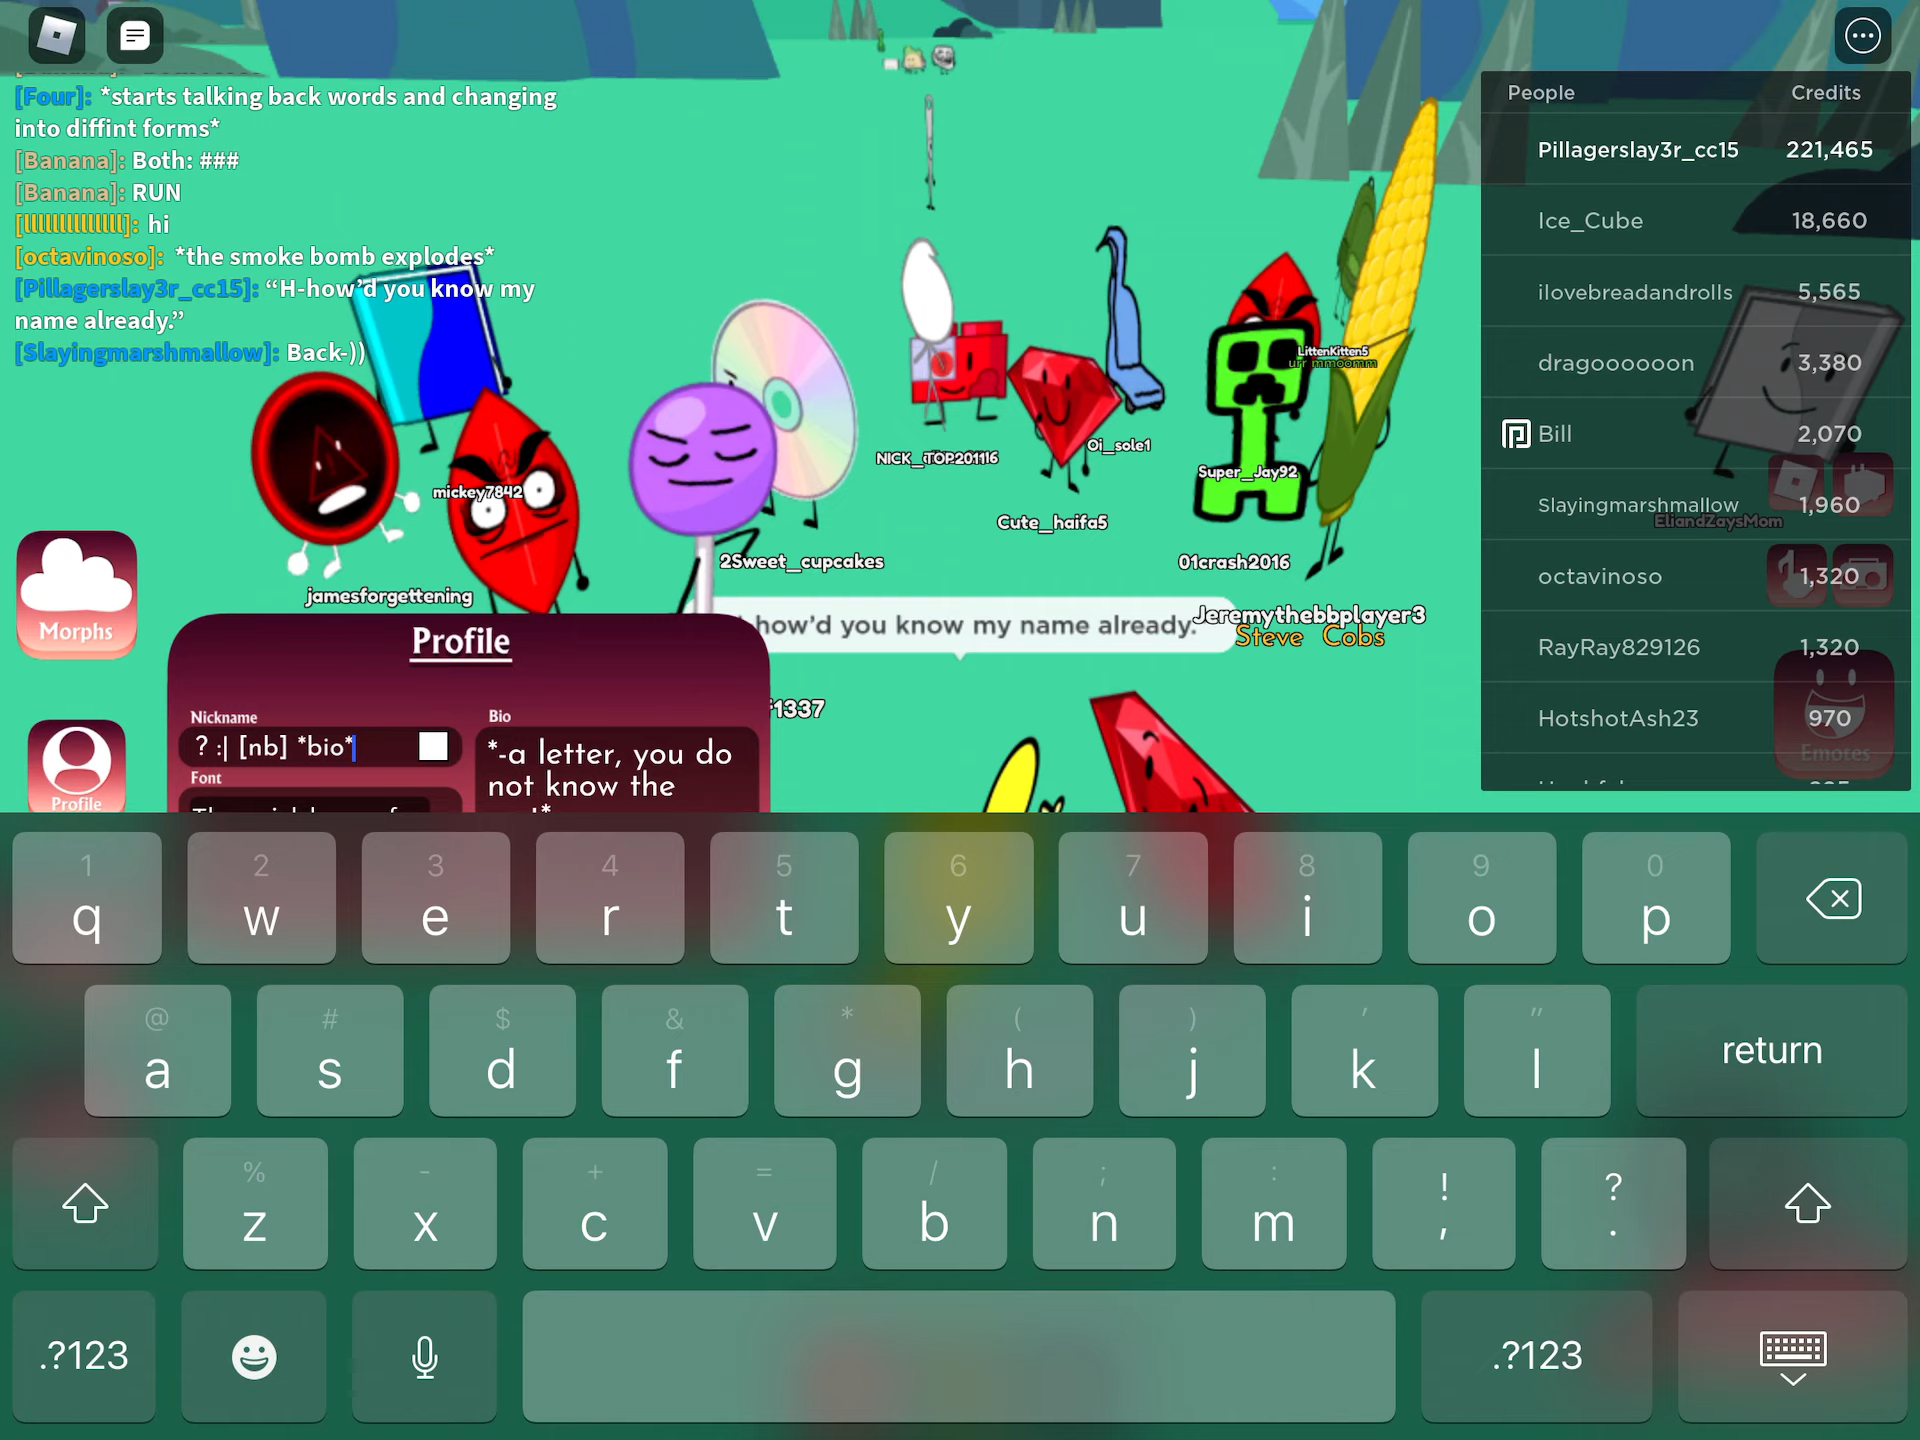 [Four]: *starts talking back words and changing
into diffint forms*
[Banana]: Both: ###
[Banana]: RUN
[llllllllllllll]: hi
[octavinoso]: *the smoke bomb explodes*
[Pillagerslay3r_cc15]: “H-how’d you know my
name already.”
[Slayingmarshmallow]: Back-))
People Credits
Pillagerslay3r_cc15 221,465
Ice_Cube 18,660
ilovebreadandrolls 5,565
dragoooooon 3,380
Bill 2,070
Slayingmarshmallow 1,960
EliandZaysMom
octavinoso 1,320
RayRay829126 1,320
HotshotAsh23 970
Emotes
LittenKitten5
urr mmoomm
Oi_sole1
Super_Jay92
mickey7842
Cute_haifa5
2Sweet_cupcakes
01crash2016
jamesforgettening
how’d you know my name already.
Jeremythebbplayer3
Steve Cobs
Morphs
Profile
Profile
Nickname
? :| [nb] *bio*
Font
Bio
*-a letter, you do
not know the
1337
1 2 3 4 5 6 7 8 9 0
q w e r t y u i o p
@ # $ & * ( ) ' "
a s d f g h j k l return
% - + = / ; : ! ?
z x c v b n m , .
.?123 .?123